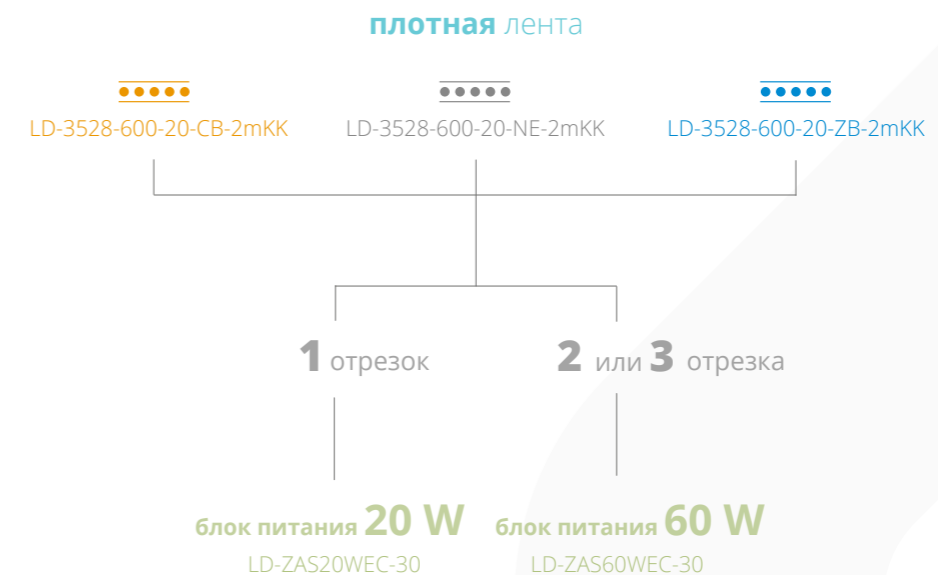 плотная лента
LD-3528-600-20-CB-2mKK LD-3528-600-20-NE-2mKK LD-3528-600-20-ZB-2mKK
1 отрезок 2 или 3 отрезка
блок питания 20 W блок питания 60 W
LD-ZAS20WEC-30 LD-ZAS60WEC-30